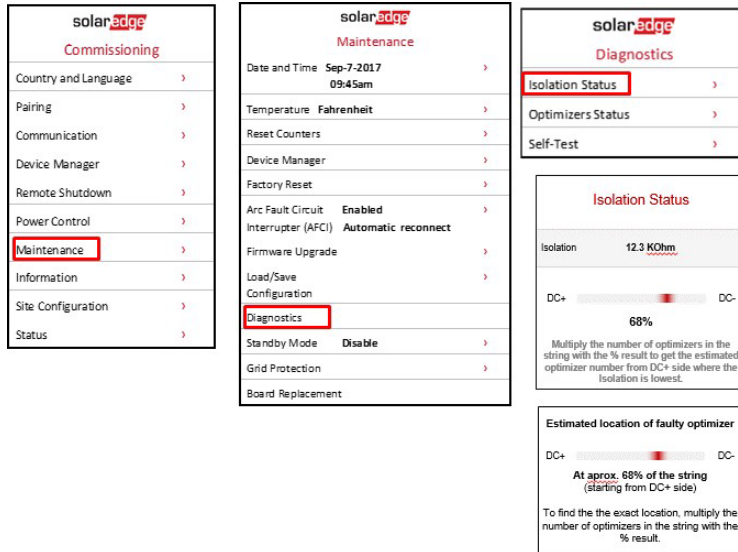 solaredge
Commissioning
Country and Language
Pairing
Communication
Device Manager
Remote Shutdown
Power Control
Maintenance
Information
Site Configuration
Status
solaredge
Maintenance
Date and Time Sep-7-2017
09:45am
Temperature Fahrenheit
Reset Counters
Device Manager
Factory Reset
Arc Fault Circuit Enabled
Interrupter (AFCI) Automatic reconnect
Firmware Upgrade
Load/Save
Configuration
Diagnostics
Standby Mode Disable
Grid Protection
Board Replacement
solaredge
Diagnostics
Isolation Status
Optimizers Status
Self-Test
Isolation Status
Isolation 12.3 KOhm
DC+ DC-
68%
Multiply the number of optimizers in the
string with the % result to get the estimated
optimizer number from DC+ side where the
Isolation is lowest.
Estimated location of faulty optimizer
DC+ DC-
At aprox. 68% of the string
(starting from DC+ side)
To find the the exact location, multiply the
number of optimizers in the string with the
% result.